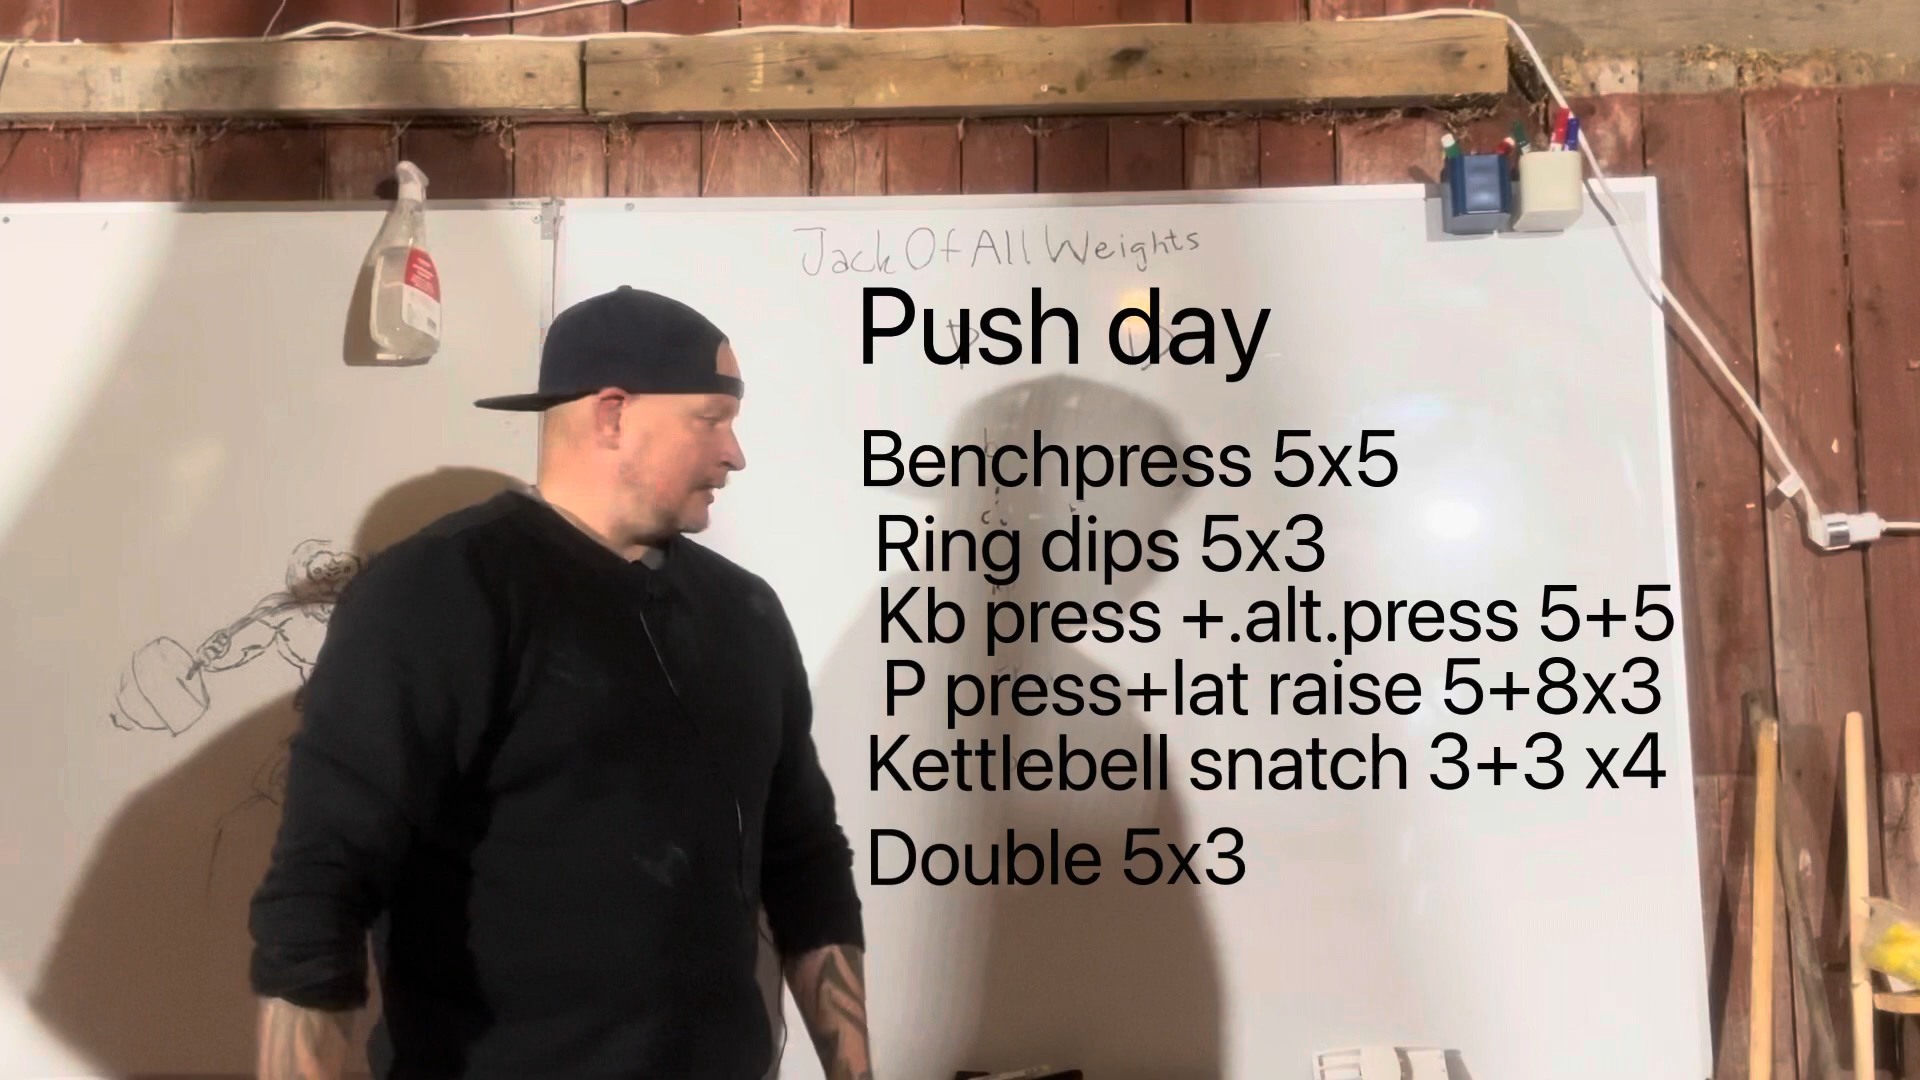 Jack Of All Weights
Push day
Benchpress 5x5
Ring dips 5x3
Kb press +.alt.press 5+5
P press+lat raise 5+8x3
Kettlebell snatch 3+3 x4
Double 5x3